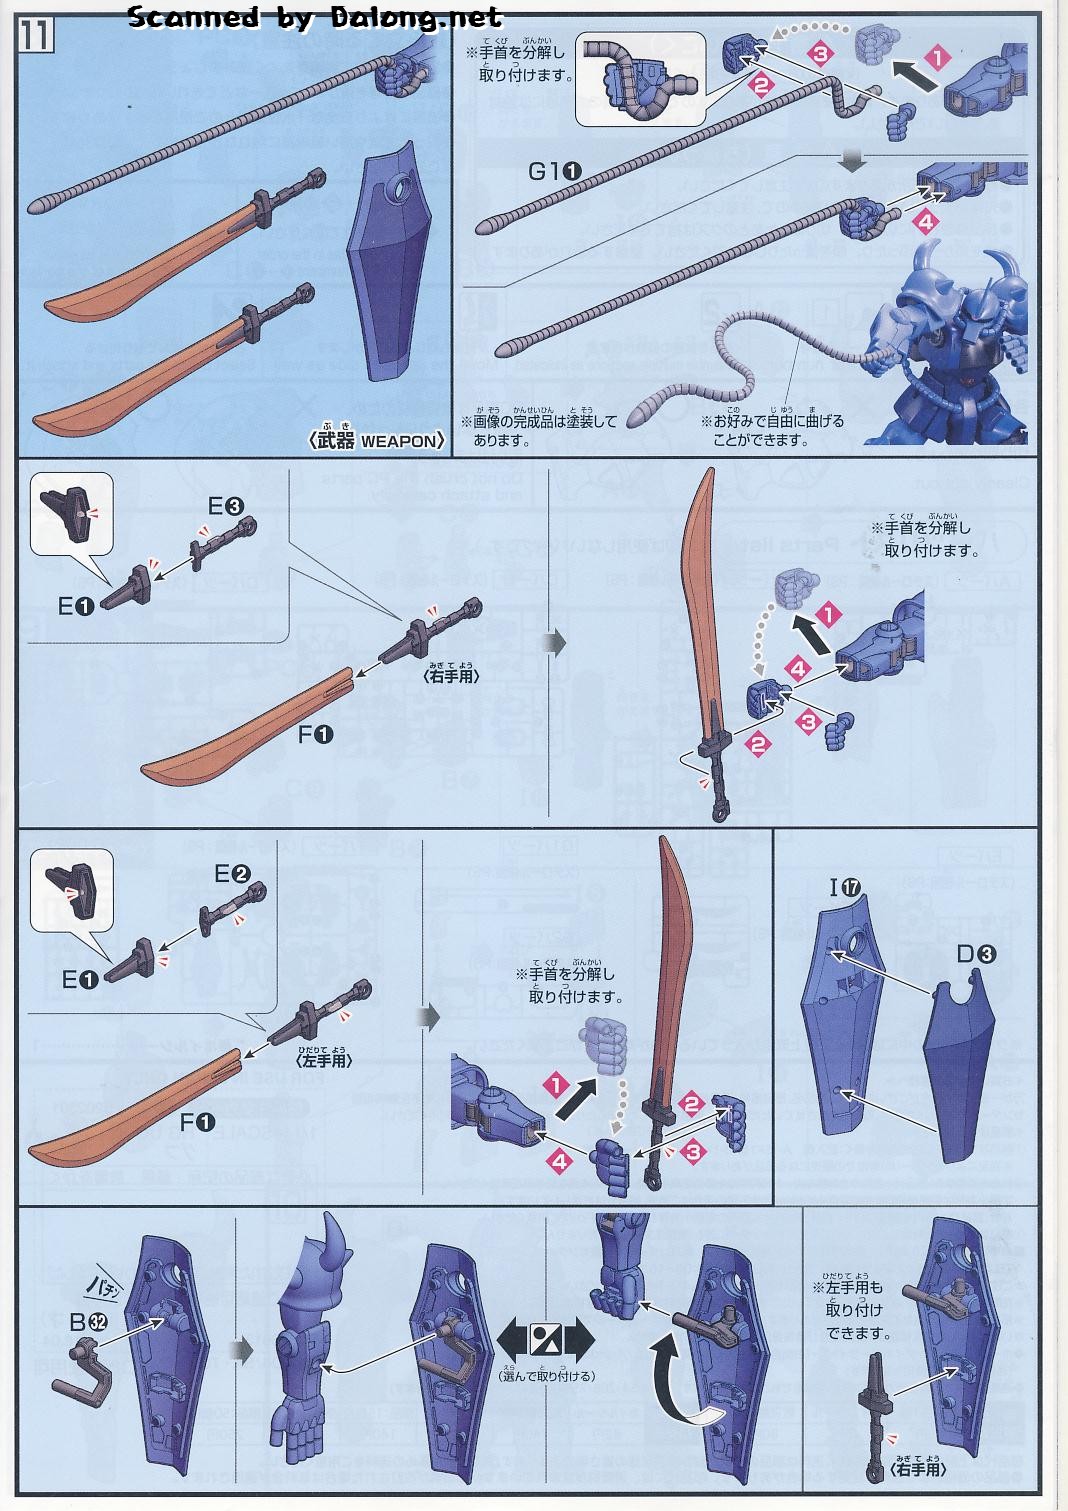 Scanned by Dalong.net
11
※手首を分解し
取り付けます。
1
3
2
G1❶
4
〈武器 WEAPON〉
※画像の完成品は塗装して
あります。
※お好みで自由に曲げる
ことができます。
E❸
E❶
〈右手用〉
F❶
※手首を分解し
取り付けます。
1
4
3
2
E❷
E❶
〈左手用〉
F❶
※手首を分解し
取り付けます。
1
2
3
4
I⓱
D❸
パチン
B32
(選んで取り付ける)
※左手用も
取り付け
できます。
〈右手用〉